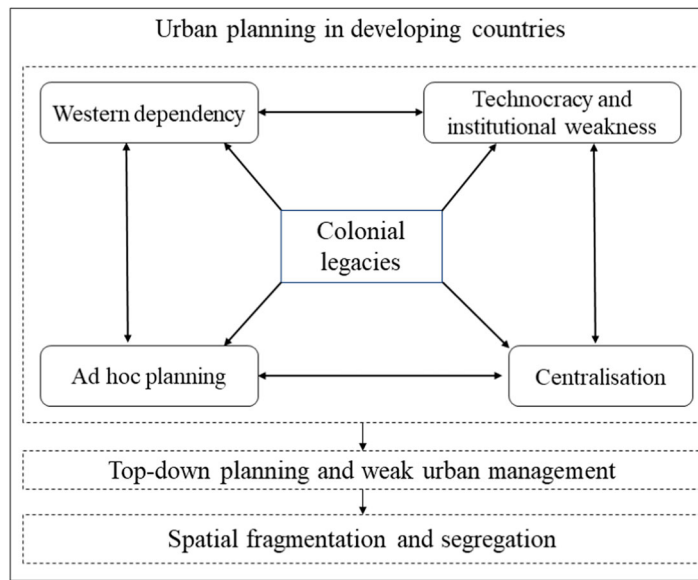 Urban planning in developing countries
Western dependency
Technocracy and
institutional weakness
Colonial
legacies
Ad hoc planning
Centralisation
Top-down planning and weak urban management
Spatial fragmentation and segregation